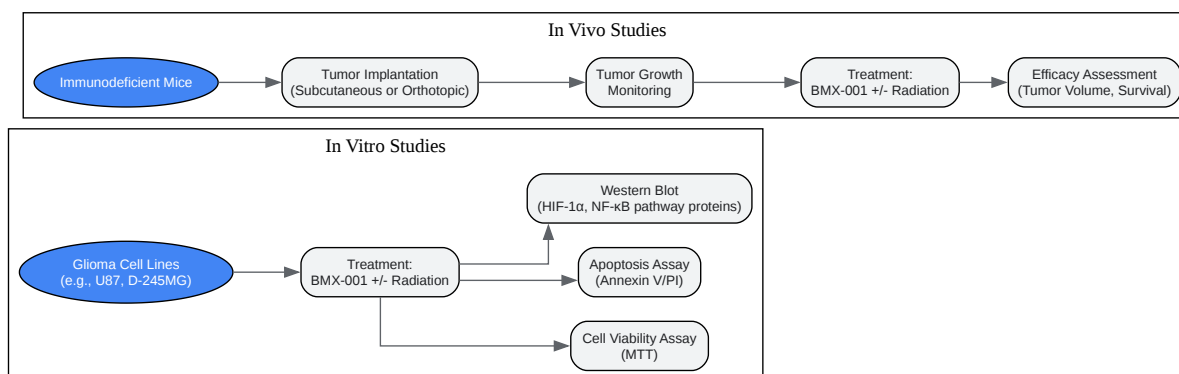 In Vivo Studies
Immunodeficient Mice
Tumor Implantation
(Subcutaneous or Orthotopic)
Tumor Growth
Monitoring
Treatment:
BMX-001 +/- Radiation
Efficacy Assessment
(Tumor Volume, Survival)
In Vitro Studies
Glioma Cell Lines
(e.g., U87, D-245MG)
Treatment:
BMX-001 +/- Radiation
Western Blot
(HIF-1α, NF-κB pathway proteins)
Apoptosis Assay
(Annexin V/PI)
Cell Viability Assay
(MTT)